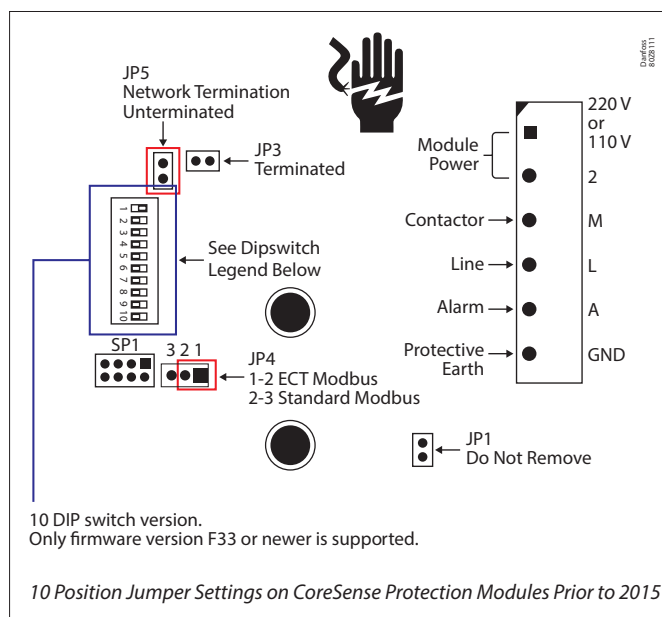 Danfoss
80Z8111
JP5
Network Termination
Unterminated
JP3
Terminated
220 V
or
110 V
Module
Power
2
Contactor
M
1
2
3
4
5
6
7
8
9
10
See Dipswitch
Legend Below
Line
L
Alarm
A
SP1
3 2 1
JP4
1-2 ECT Modbus
2-3 Standard Modbus
Protective
Earth
GND
JP1
Do Not Remove
10 DIP switch version.
Only firmware version F33 or newer is supported.
10 Position Jumper Settings on CoreSense Protection Modules Prior to 2015